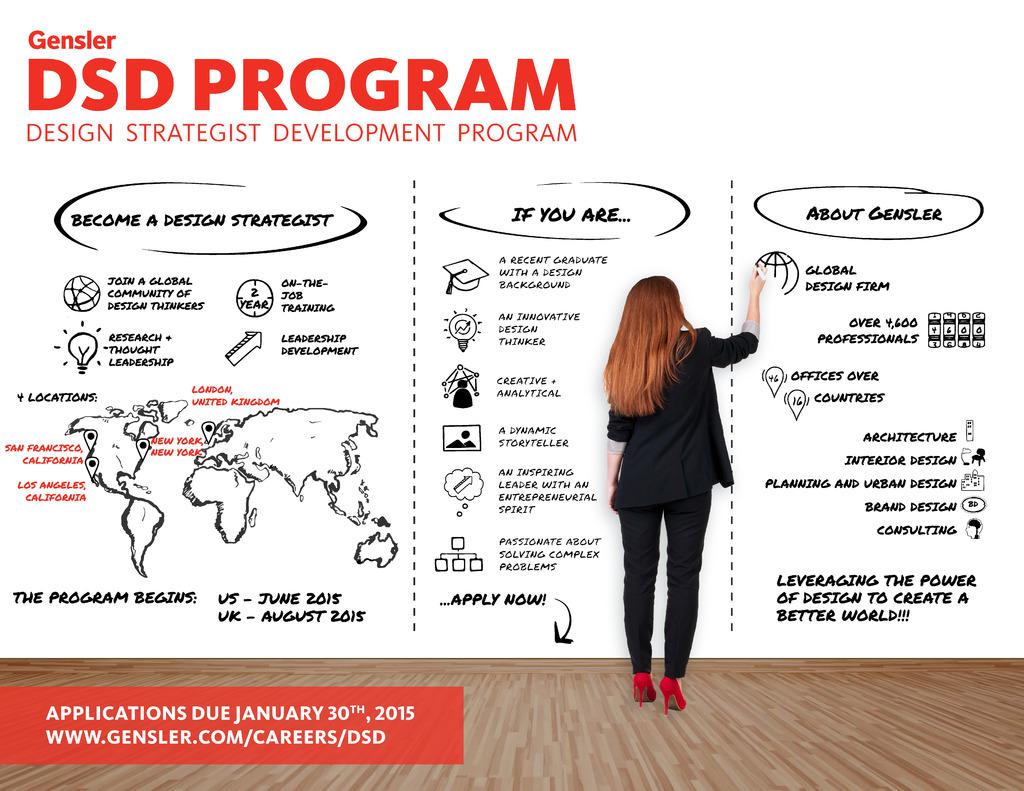 Gensler
DSD PROGRAM
DESIGN STRATEGIST DEVELOPMENT PROGRAM
BECOME A DESIGN STRATEGIST
JOIN A GLOBAL
COMMUNITY OF
DESIGN THINKERS
2
YEAR
ON-THE-
JOB
TRAINING
RESEARCH +
THOUGHT
LEADERSHIP
LEADERSHIP
DEVELOPMENT
4 LOCATIONS:
LONDON,
UNITED KINGDOM
SAN FRANCISCO,
CALIFORNIA
NEW YORK,
NEW YORK
LOS ANGELES,
CALIFORNIA
THE PROGRAM BEGINS:
US - JUNE 2015
UK - AUGUST 2015
IF YOU ARE...
A RECENT GRADUATE
WITH A DESIGN
BACKGROUND
AN INNOVATIVE
DESIGN
THINKER
CREATIVE +
ANALYTICAL
A DYNAMIC
STORYTELLER
AN INSPIRING
LEADER WITH AN
ENTREPRENEURIAL
SPIRIT
PASSIONATE ABOUT
SOLVING COMPLEX
PROBLEMS
...APPLY NOW!
ABOUT GENSLER
GLOBAL
DESIGN FIRM
OVER 4,600
PROFESSIONALS
4 6 0 0
46 OFFICES OVER
16 COUNTRIES
ARCHITECTURE
INTERIOR DESIGN
PLANNING AND URBAN DESIGN
BRAND DESIGN BD
CONSULTING
LEVERAGING THE POWER
OF DESIGN TO CREATE A
BETTER WORLD!!!
APPLICATIONS DUE JANUARY 30TH, 2015
WWW.GENSLER.COM/CAREERS/DSD